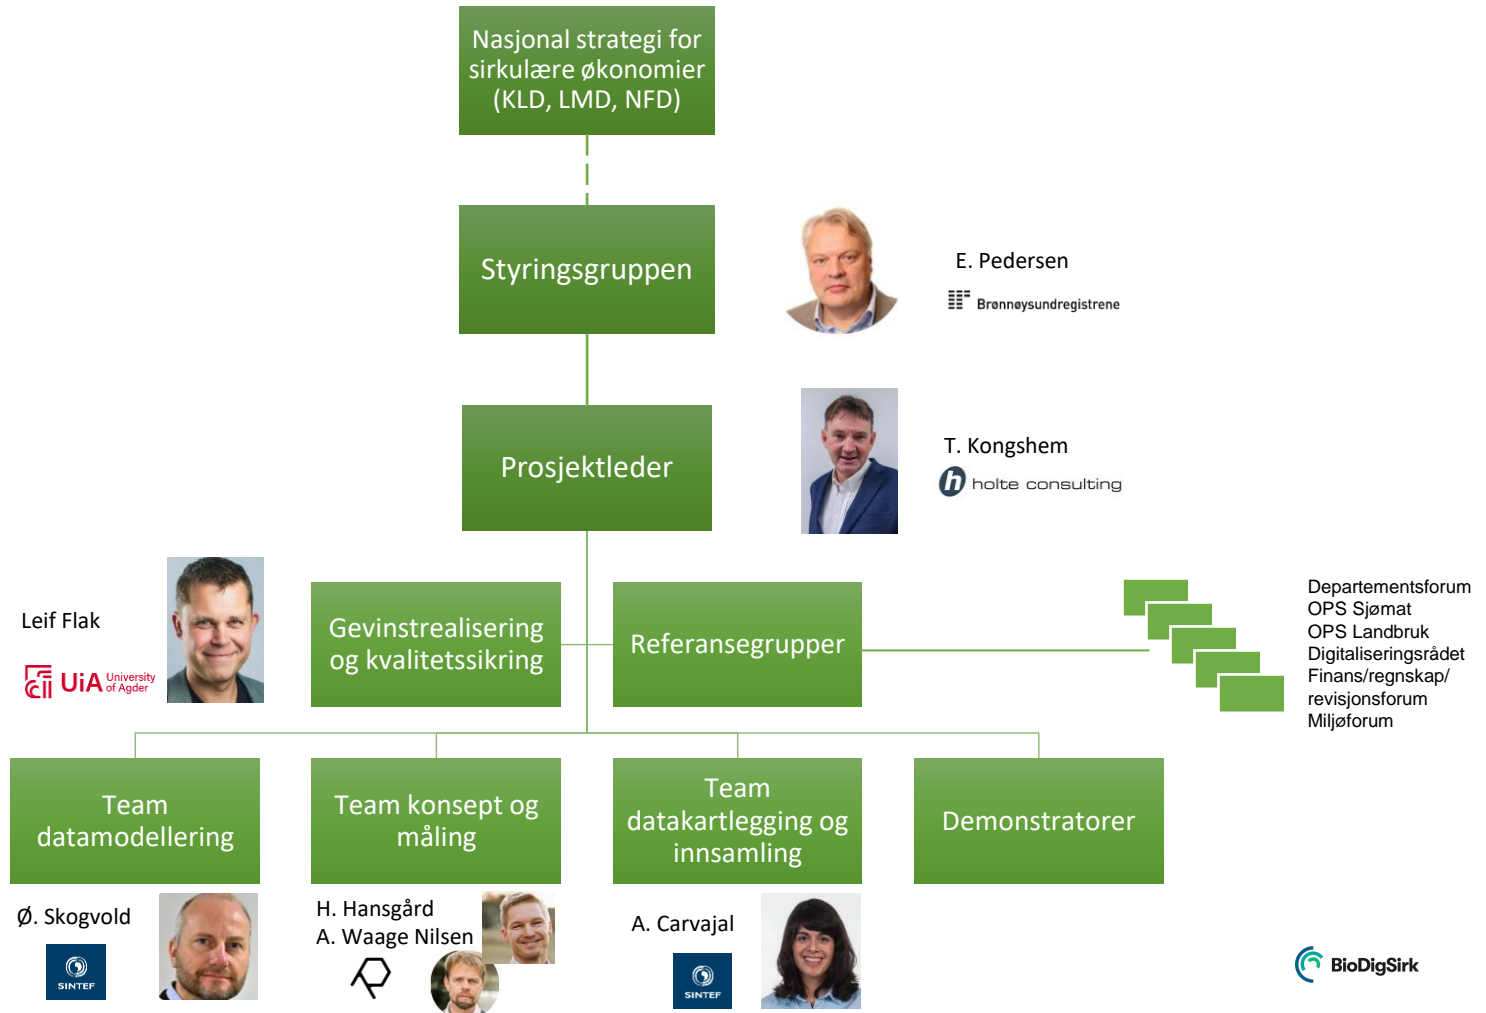 Nasjonal strategi for
sirkulære økonomier
(KLD, LMD, NFD)
Styringsgruppen
E. Pedersen
Brønnøysundregistrene
Prosjektleder
T. Kongshem
h holte consulting
Leif Flak
UiA University
of Agder
Gevinstrealisering
og kvalitetssikring
Referansegrupper
Departementsforum
OPS Sjømat
OPS Landbruk
Digitaliseringsrådet
Finans/regnskap/
revisjonsforum
Miljøforum
Team
datamodellering
Team konsept og
måling
Team
datakartlegging og
innsamling
Demonstratorer
Ø. Skogvold
SINTEF
H. Hansgård
A. Waage Nilsen
A. Carvajal
SINTEF
BioDigSirk